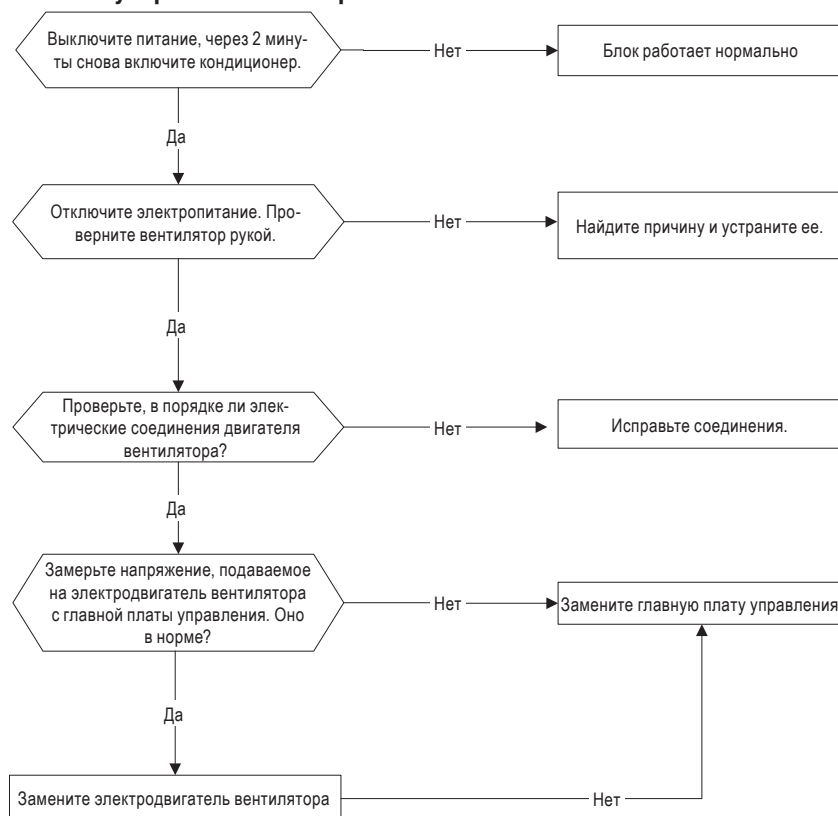 Выключите питание, через 2 мину-
ты снова включите кондиционер.
Нет
Блок работает нормально
Да
Отключите электропитание. Про-
верните вентилятор рукой.
Нет
Найдите причину и устраните ее.
Да
Проверьте, в порядке ли элек-
трические соединения двигателя
вентилятора?
Нет
Исправьте соединения.
Да
Замерьте напряжение, подаваемое
на электродвигатель вентилятора
с главной платы управления. Оно
в норме?
Нет
Замените главную плату управления
Да
Замените электродвигатель вентилятора
Нет